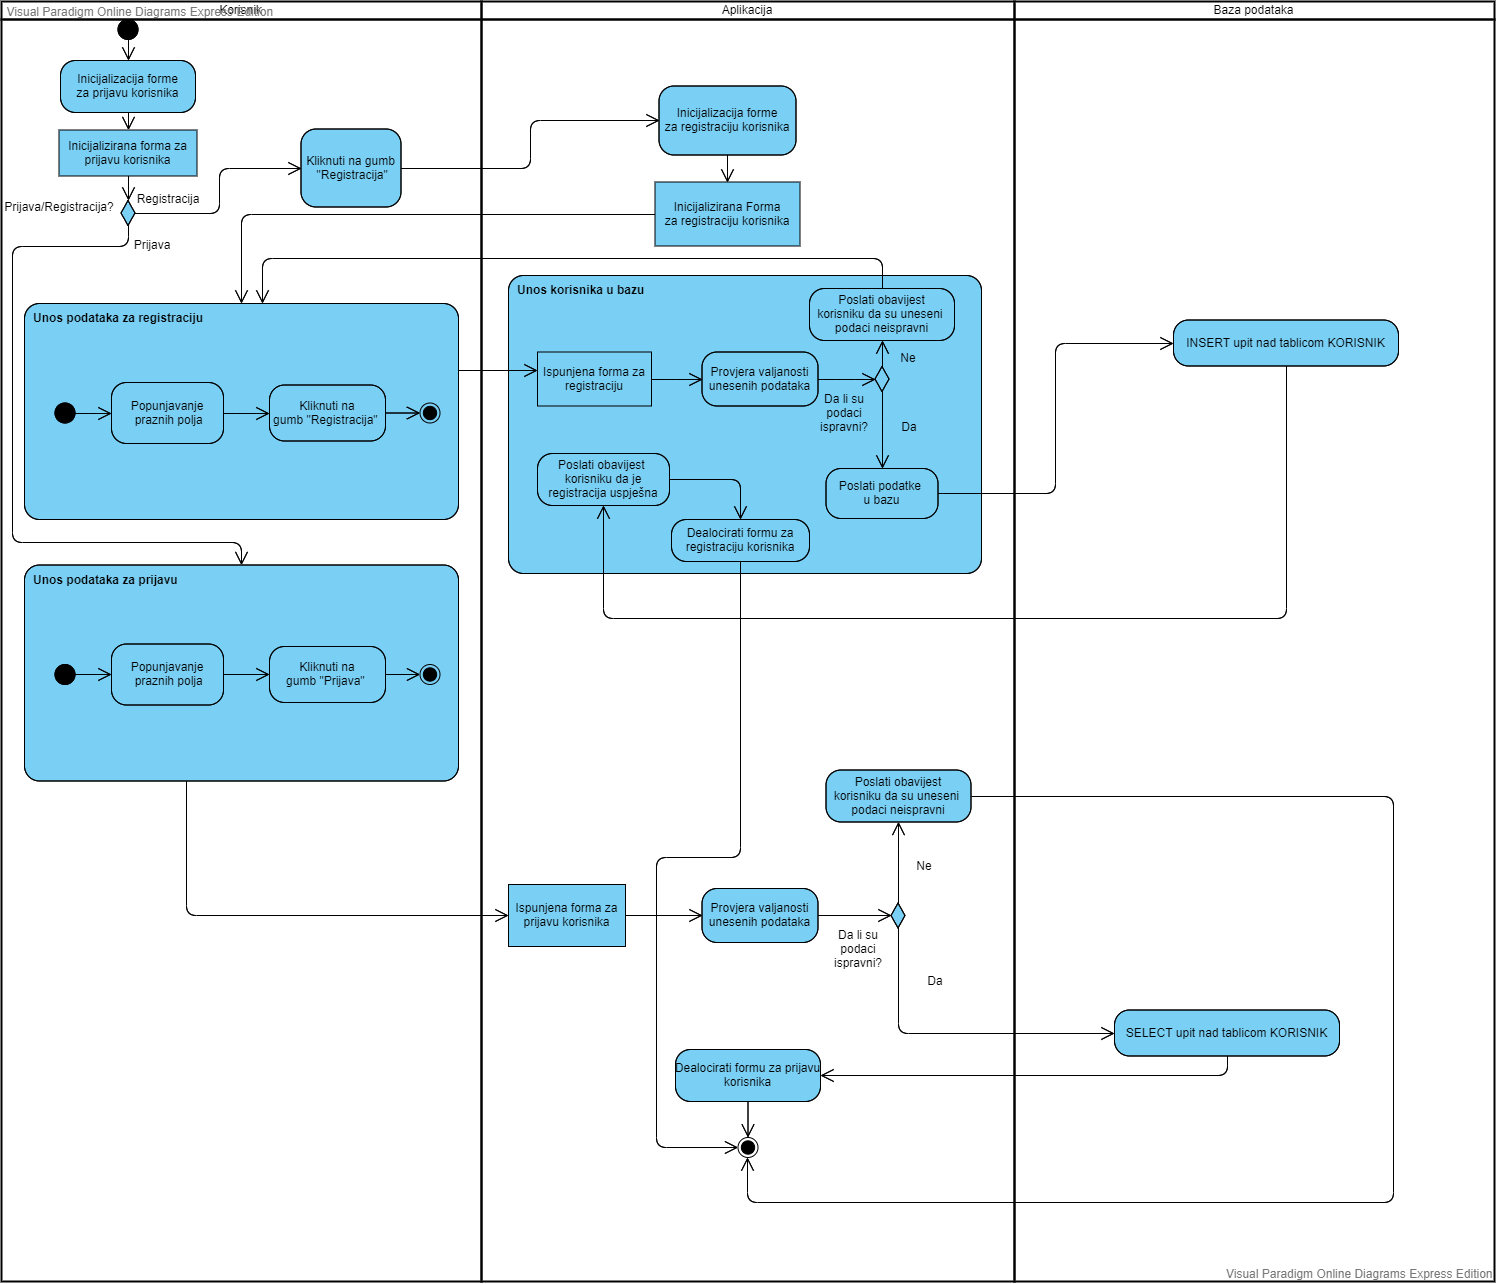 Visual Paradigm Online Diagrams Express Edition
Korisnik
Aplikacija
Baza podataka
Inicijalizacija forme
za prijavu korisnika
Inicijalizirana forma za
prijavu korisnika
Prijava/Registracija?
Registracija
Prijava
Kliknuti na gumb
"Registracija"
Inicijalizacija forme
za registraciju korisnika
Inicijalizirana Forma
za registraciju korisnika
Unos podataka za registraciju
Popunjavanje
praznih polja
Kliknuti na
gumb "Registracija"
Unos korisnika u bazu
Poslati obavijest
korisniku da su uneseni
podaci neispravni
Ne
Ispunjena forma za
registraciju
Provjera valjanosti
unesenih podataka
Da li su
podaci
ispravni?
Da
Poslati obavijest
korisniku da je
registracija uspješna
Poslati podatke
u bazu
Dealocirati formu za
registraciju korisnika
INSERT upit nad tablicom KORISNIK
Unos podataka za prijavu
Popunjavanje
praznih polja
Kliknuti na
gumb "Prijava"
Poslati obavijest
korisniku da su uneseni
podaci neispravni
Ne
Ispunjena forma za
prijavu korisnika
Provjera valjanosti
unesenih podataka
Da li su
podaci
ispravni?
Da
SELECT upit nad tablicom KORISNIK
Dealocirati formu za prijavu
korisnika
Visual Paradigm Online Diagrams Express Edition